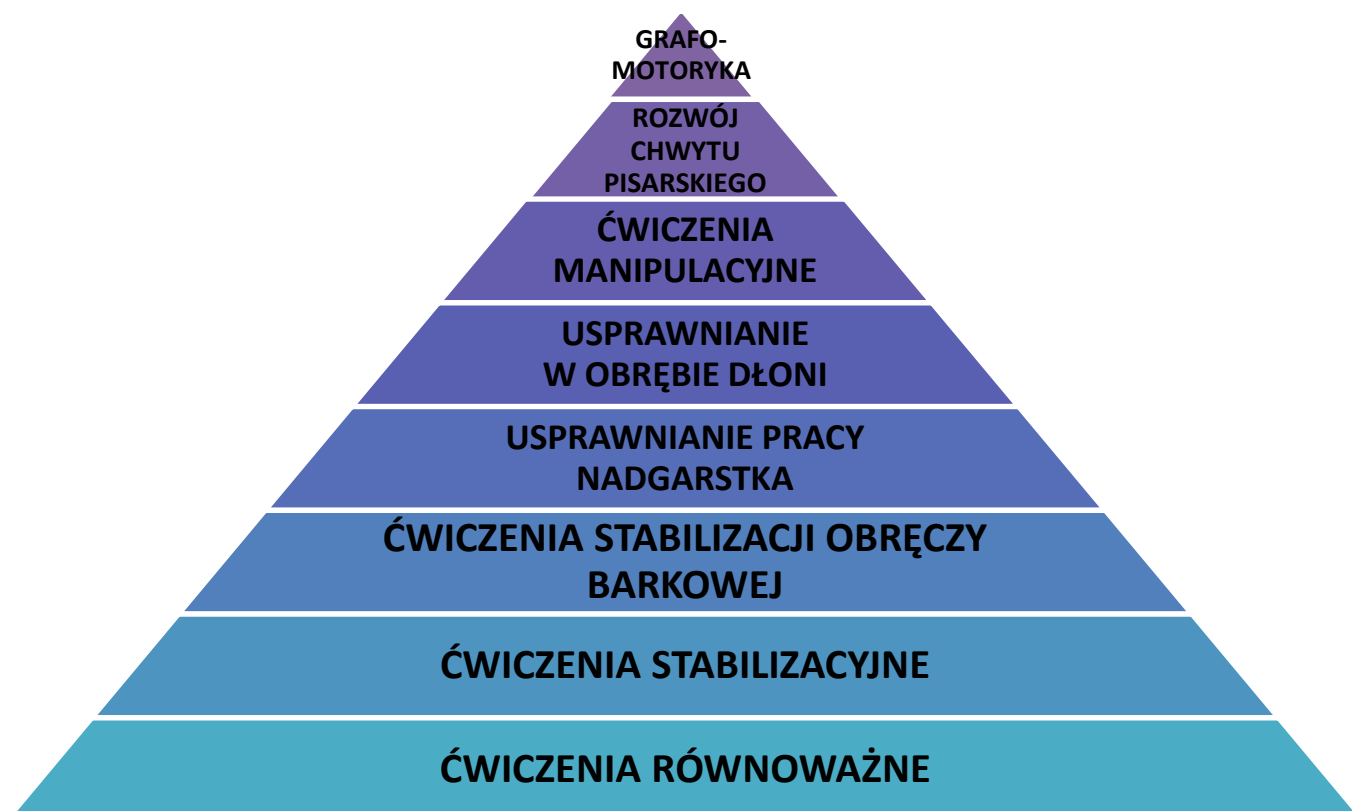 GRAFO-
MOTORYKA
ROZWÓJ
CHWYTU
PISARSKIEGO
ĆWICZENIA
MANIPULACYJNE
USPRAWNIANIE
W OBRĘBIE DŁONI
USPRAWNIANIE PRACY
NADGARSTKA
ĆWICZENIA STABILIZACJI OBRĘCZY
BARKOWEJ
ĆWICZENIA STABILIZACYJNE
ĆWICZENIA RÓWNOWAŻNE